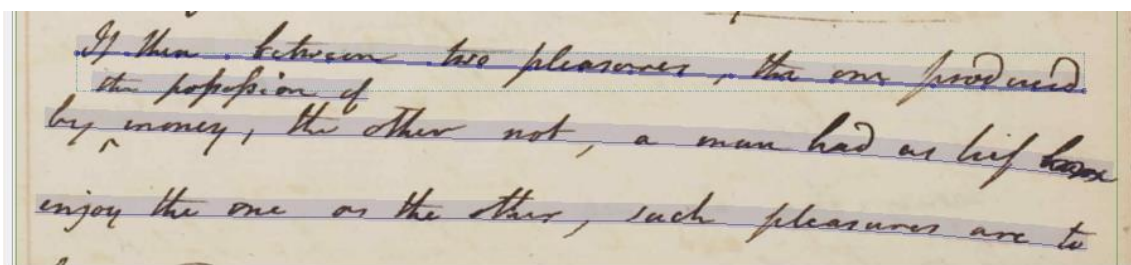 If then between two pleasures, the one produced
the possession of
by money, the other not, a man had as lief
enjoy the one as the other, such pleasures are to